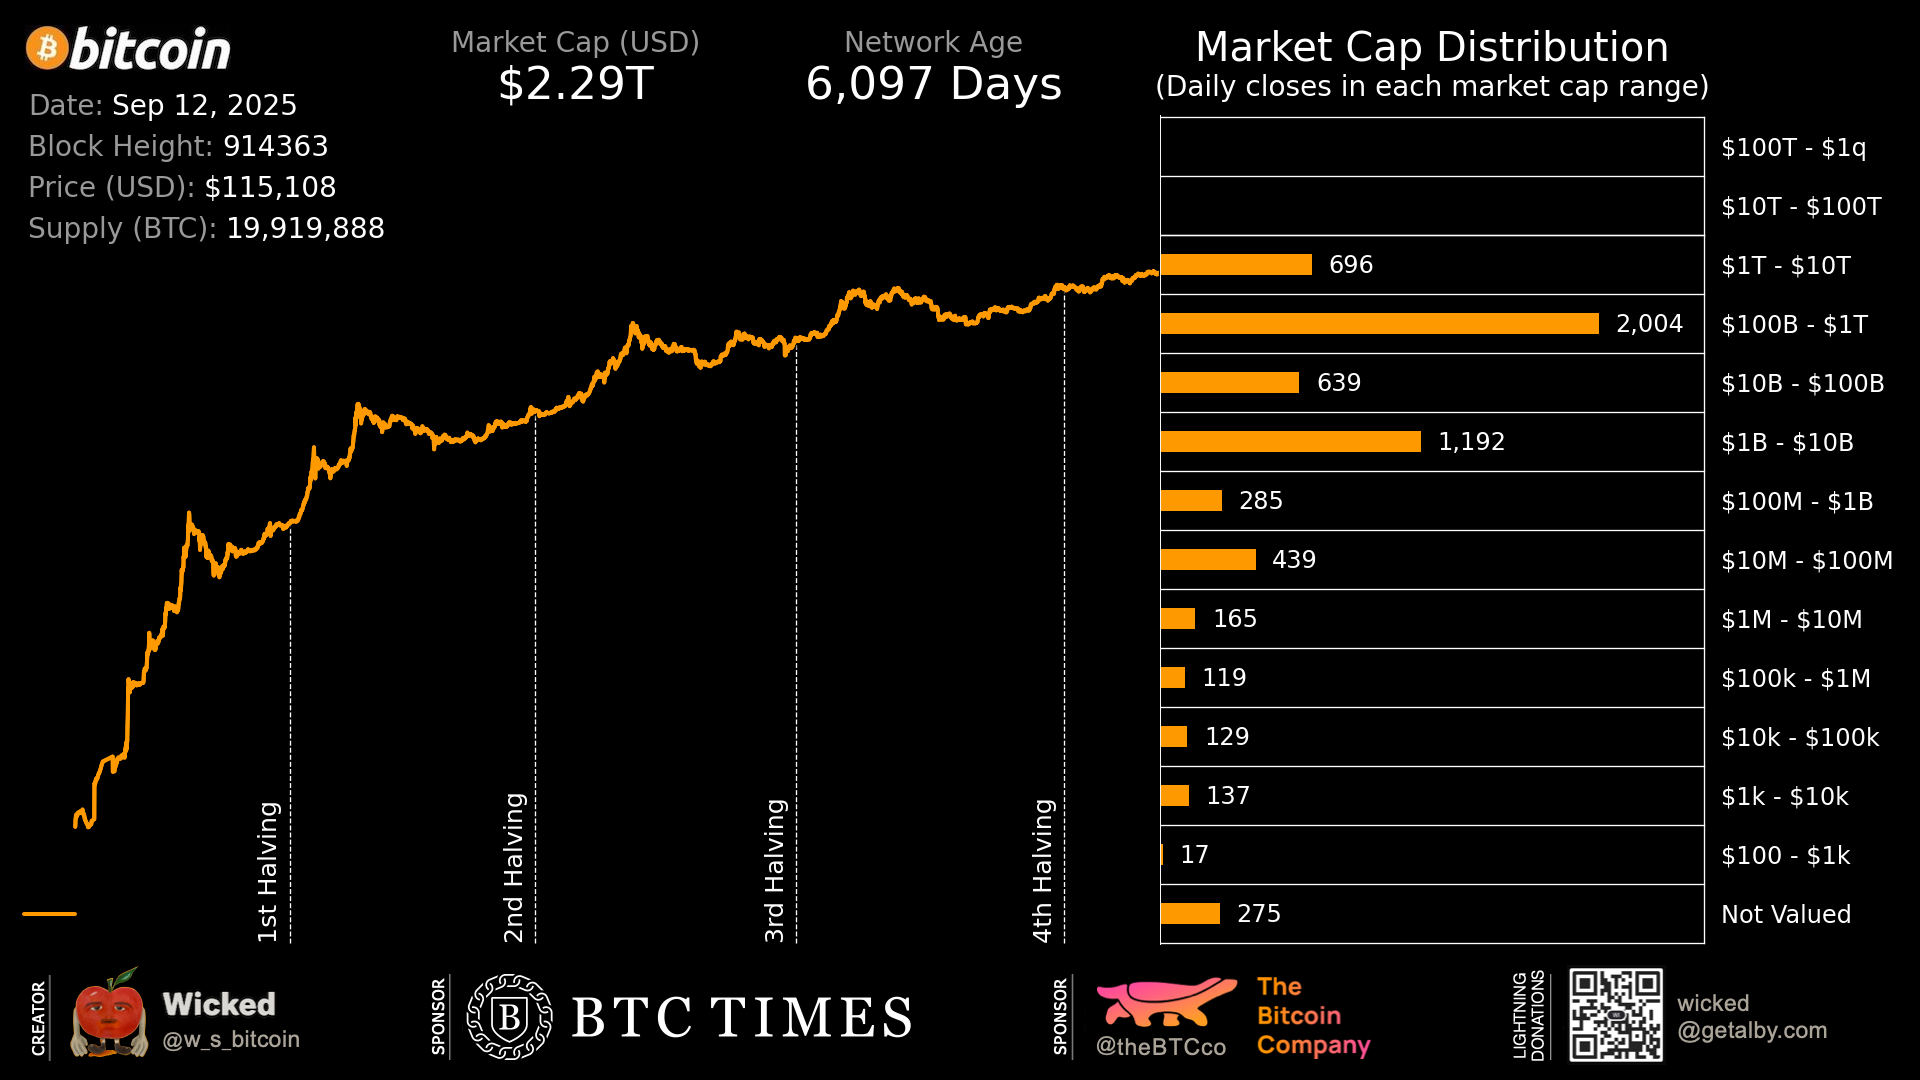 bitcoin
Date: Sep 12, 2025
Block Height: 914363
Price (USD): $115,108
Supply (BTC): 19,919,888
Market Cap (USD)
$2.29T
Network Age
6,097 Days
Market Cap Distribution
(Daily closes in each market cap range)
$100T - $1q
$10T - $100T
696 $1T - $10T
2,004 $100B - $1T
639 $10B - $100B
1,192 $1B - $10B
285 $100M - $1B
439 $10M - $100M
165 $1M - $10M
119 $100k - $1M
129 $10k - $100k
137 $1k - $10k
17 $100 - $1k
275 Not Valued
1st Halving
2nd Halving
3rd Halving
4th Halving
CREATOR
Wicked
@w_s_bitcoin
SPONSOR
B
BTC TIMES
SPONSOR
@theBTCco
The
Bitcoin
Company
LIGHTNING
DONATIONS
wicked
@getalby.com